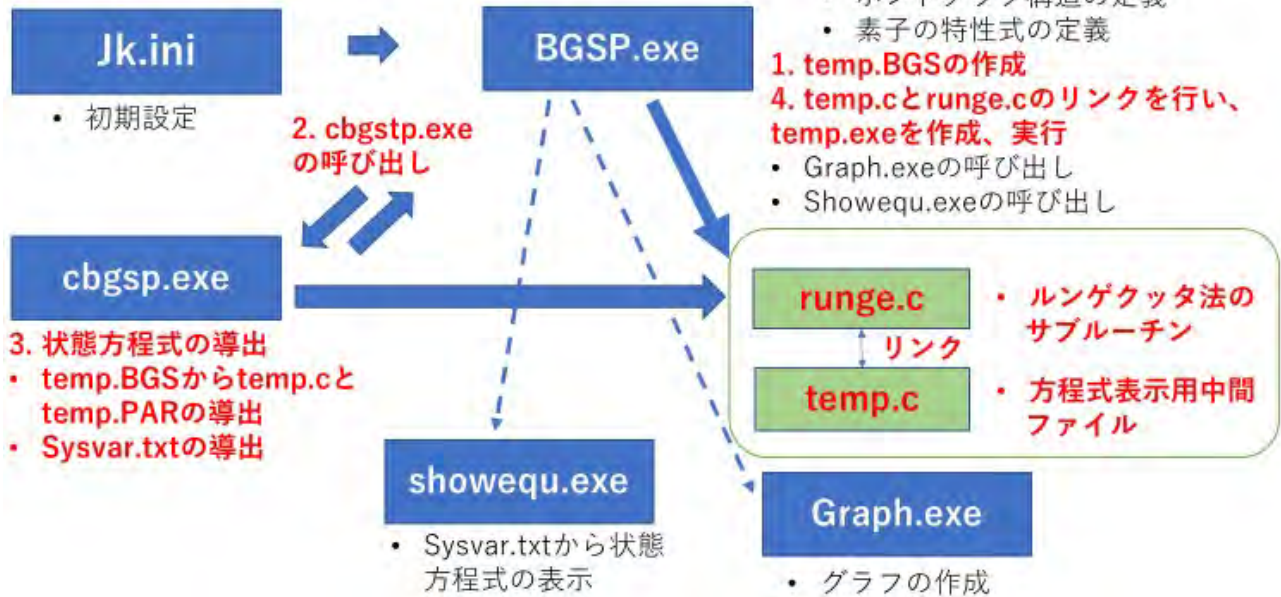 • 素子の特性式の定義
Jk.ini
BGSP.exe
• 初期設定
1. temp.BGSの作成
4. temp.cとrunge.cのリンクを行い、
temp.exeを作成、実行
• Graph.exeの呼び出し
• Showequ.exeの呼び出し
2. cbgstp.exe
の呼び出し
cbgsp.exe
3. 状態方程式の導出
• temp.BGSからtemp.cと
temp.PARの導出
• Sysvar.txtの導出
runge.c
• ルンゲクッタ法の
サブルーチン
リンク
temp.c
• 方程式表示用中間
ファイル
showequ.exe
• Sysvar.txtから状態
方程式の表示
Graph.exe
• グラフの作成